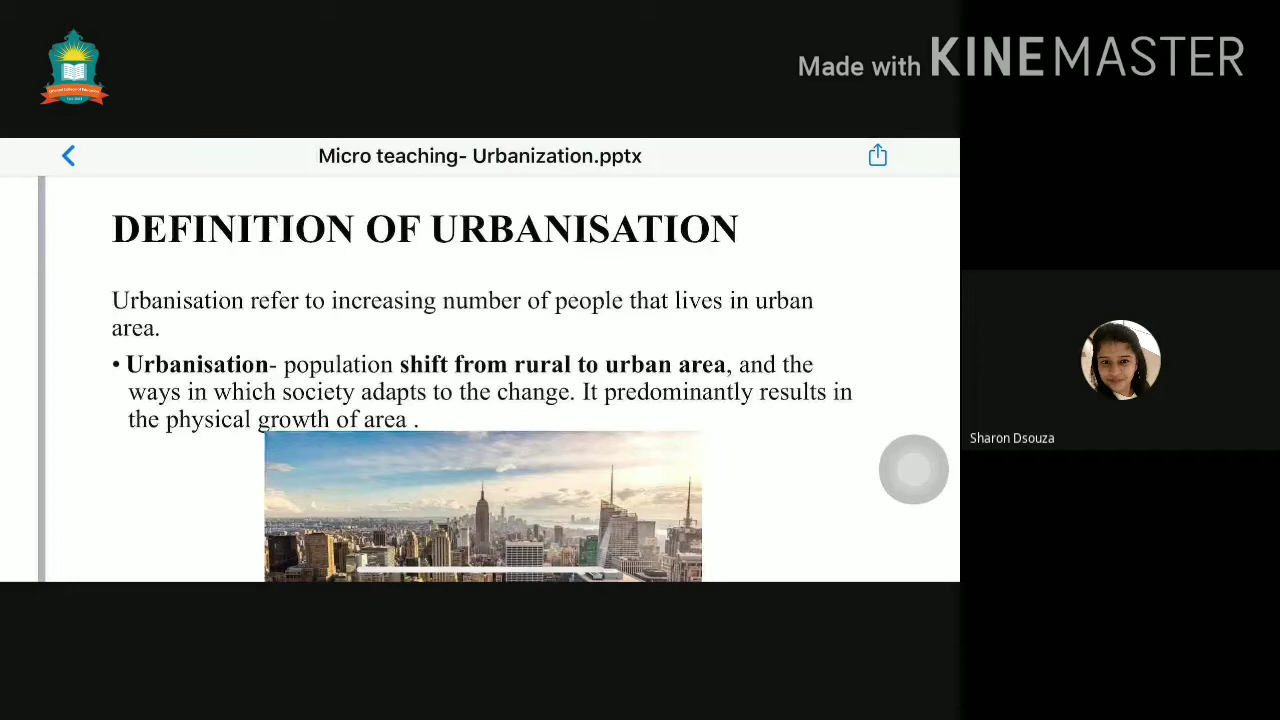 Made with KINEMASTER
Micro teaching- Urbanization.pptx
DEFINITION OF URBANISATION
Urbanisation refer to increasing number of people that lives in urban
area.
• Urbanisation- population shift from rural to urban area, and the
ways in which society adapts to the change. It predominantly results in
the physical growth of area .
Sharon Dsouza